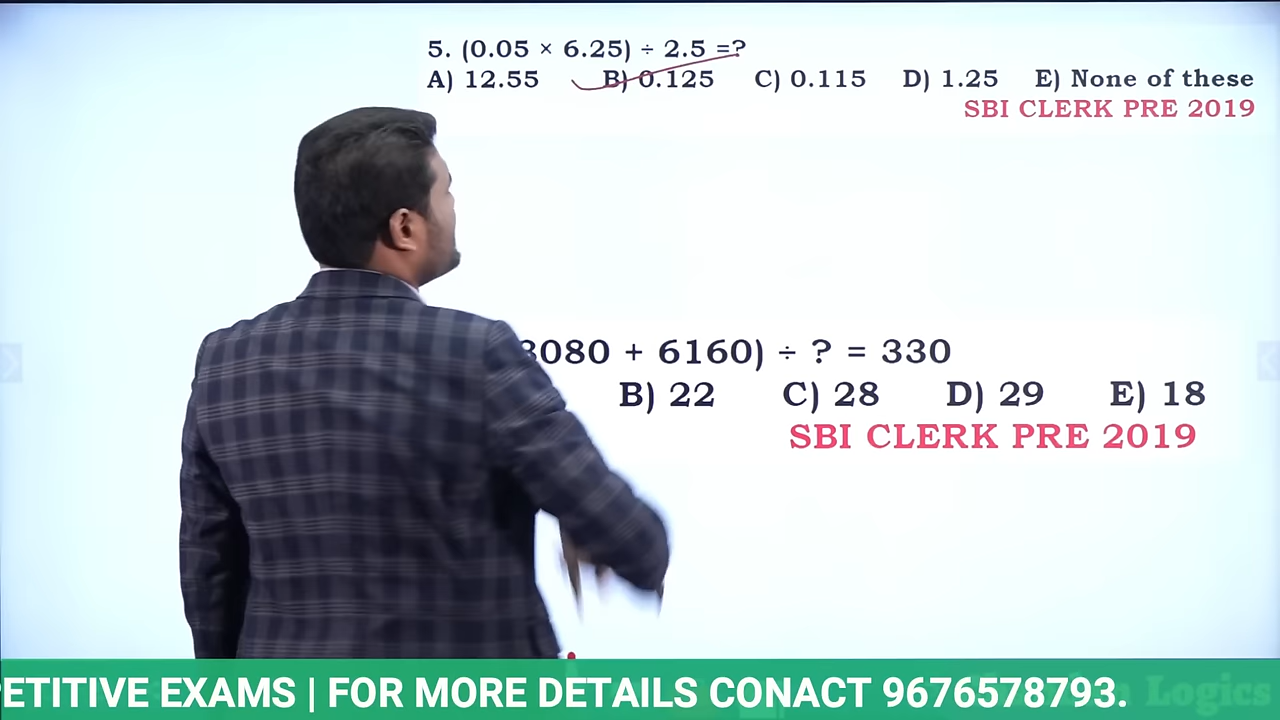 5. (0.05 × 6.25) ÷ 2.5 =?
A) 12.55 B) 0.125 C) 0.115 D) 1.25 E) None of these
SBI CLERK PRE 2019
3080 + 6160) ÷ ? = 330
B) 22 C) 28 D) 29 E) 18
SBI CLERK PRE 2019
ETITIVE EXAMS | FOR MORE DETAILS CONACT 9676578793.
Logics